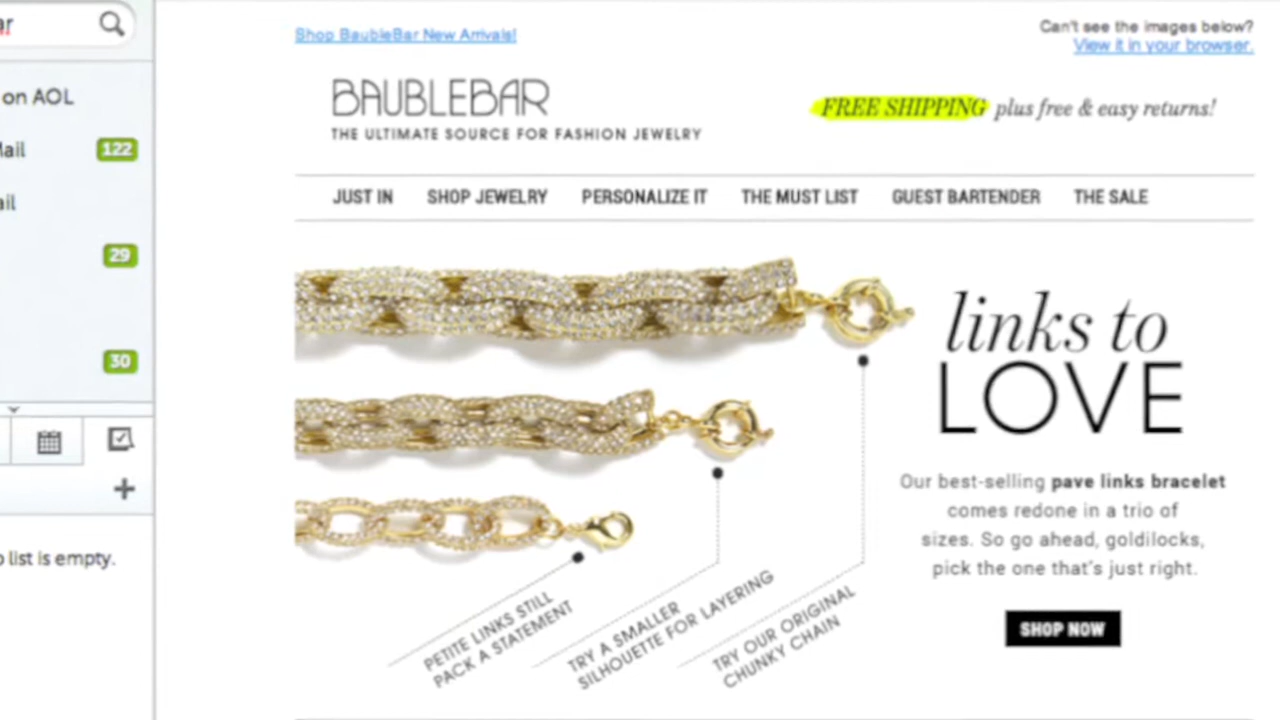 ar
on AOL
Mail
122
ail
29
30
list is empty.
Shop BaubleBar New Arrivals!
Can't see the images below?
View it in your browser.
BAUBLEBAR
THE ULTIMATE SOURCE FOR FASHION JEWELRY
FREE SHIPPING plus free & easy returns!
JUST IN SHOP JEWELRY PERSONALIZE IT THE MUST LIST GUEST BARTENDER THE SALE
links to
LOVE
Our best-selling pave links bracelet
comes redone in a trio of
sizes. So go ahead, goldilocks,
pick the one that's just right.
SHOP NOW
PETITE LINKS STILL
PACK A STATEMENT
TRY A SMALLER
SILHOUETTE FOR LAYERING
TRY OUR ORIGINAL
CHUNKY CHAIN